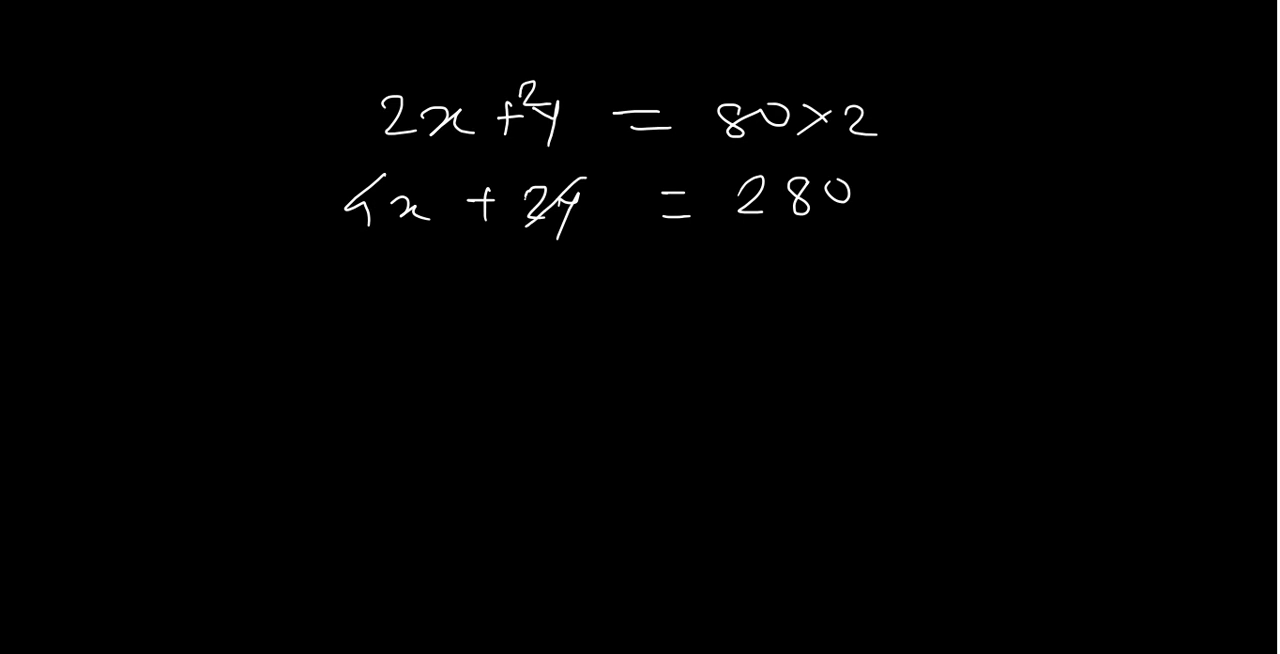 2x + 2y = 80 × 2
4x + 2y = 280